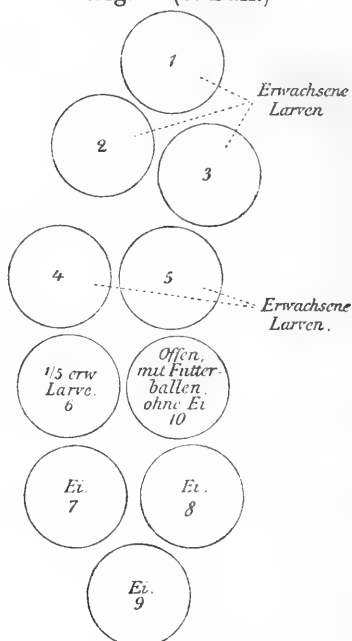 1
Erwachsene
Larven
2
3
4
5
Erwachsene
Larven.
1/5 erw
Larve.
6
Offen,
mit Futter-
ballen
ohne Ei
10
Ei.
7
Ei.
8
Ei.
9